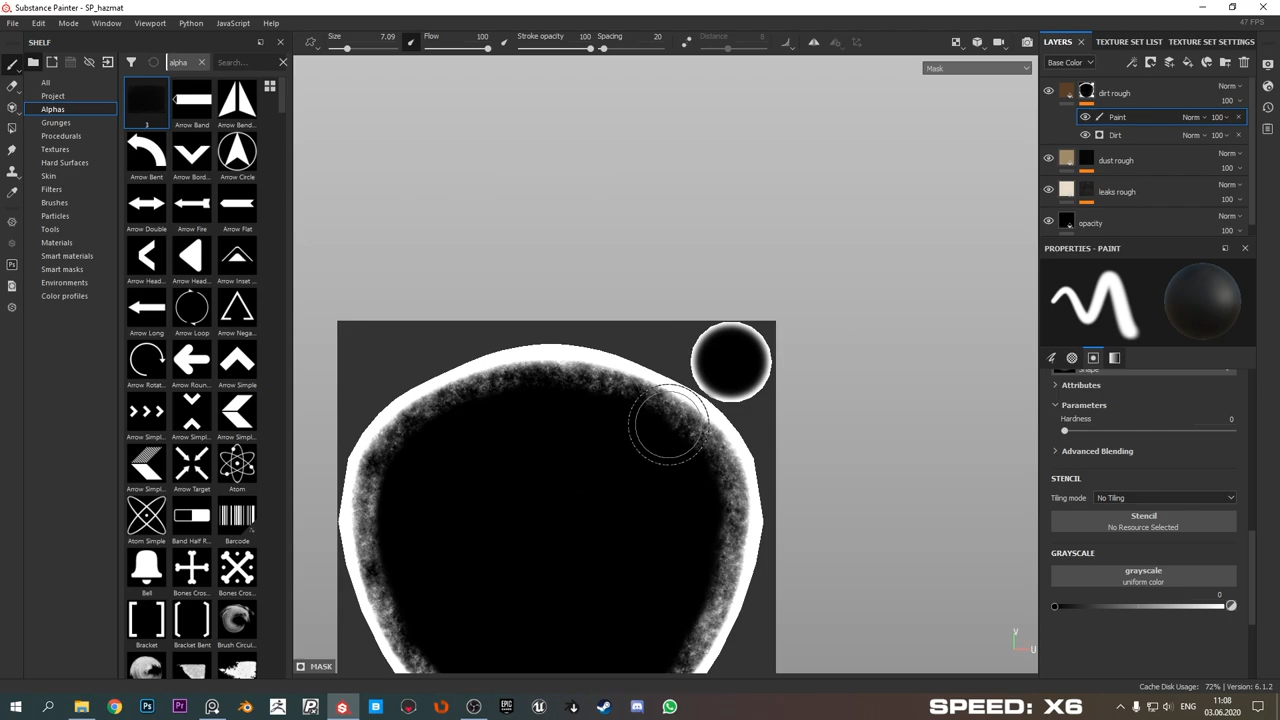 Substance Painter - SP_hazmat
File Edit Mode Window Viewport Python JavaScript Help
47 FPS
SHELF
Size 7.09 Flow 100 Stroke opacity 100 Spacing 20 Distance 8
LAYERS TEXTURE SET LIST TEXTURE SET SETTINGS
alpha Search...
Mask
Base Color
All
Project
Alphas
Grunges
Procedurals
Textures
Hard Surfaces
Skin
Filters
Brushes
Particles
Tools
Materials
Smart materials
Smart masks
Environments
Color profiles
3 Arrow Band Arrow Bend...
Arrow Bent Arrow Bord... Arrow Circle
Arrow Double Arrow Fire Arrow Flat
Arrow Head... Arrow Head... Arrow Inset ...
Arrow Long Arrow Loop Arrow Nega...
Arrow Rotat... Arrow Roun... Arrow Simple
Arrow Simpl... Arrow Simpl... Arrow Simpl...
Arrow Simpl... Arrow Target Atom
Atom Simple Band Half R... Barcode
Bell Bones Cros... Bones Cros...
Bracket Bracket Bent Brush Circul...
dirt rough Norm 100
Paint Norm 100
Dirt Norm 100
dust rough Norm 100
leaks rough Norm 100
opacity Norm 100
PROPERTIES - PAINT
Shape
Attributes
Parameters
Hardness 0
Advanced Blending
STENCIL
Tiling mode No Tiling
Stencil
No Resource Selected
GRAYSCALE
grayscale
uniform color
0
V
U
MASK
Cache Disk Usage: 72% | Version: 6.1.2
SPEED: X6
11:08
03.06.2020